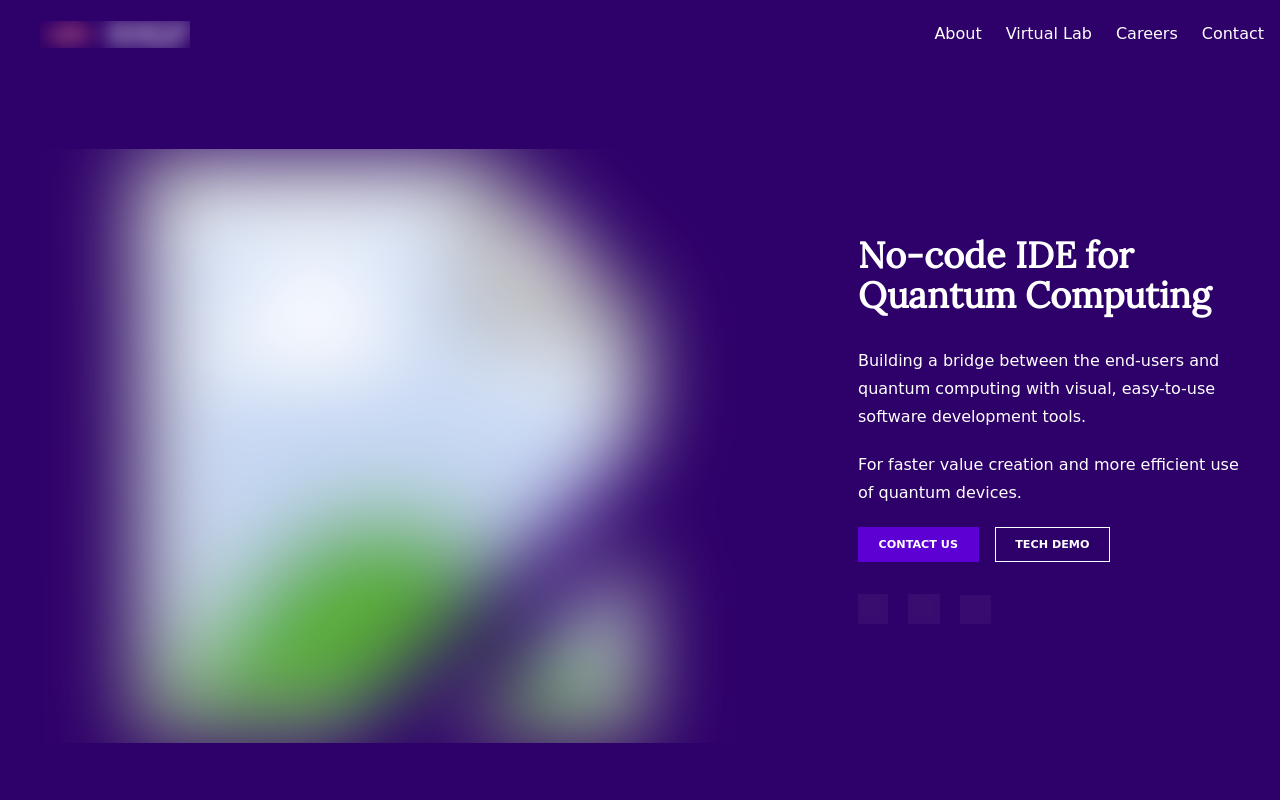 About Virtual Lab Careers Contact
No-code IDE for
Quantum Computing
Building a bridge between the end-users and
quantum computing with visual, easy-to-use
software development tools.
For faster value creation and more efficient use
of quantum devices.
CONTACT US TECH DEMO